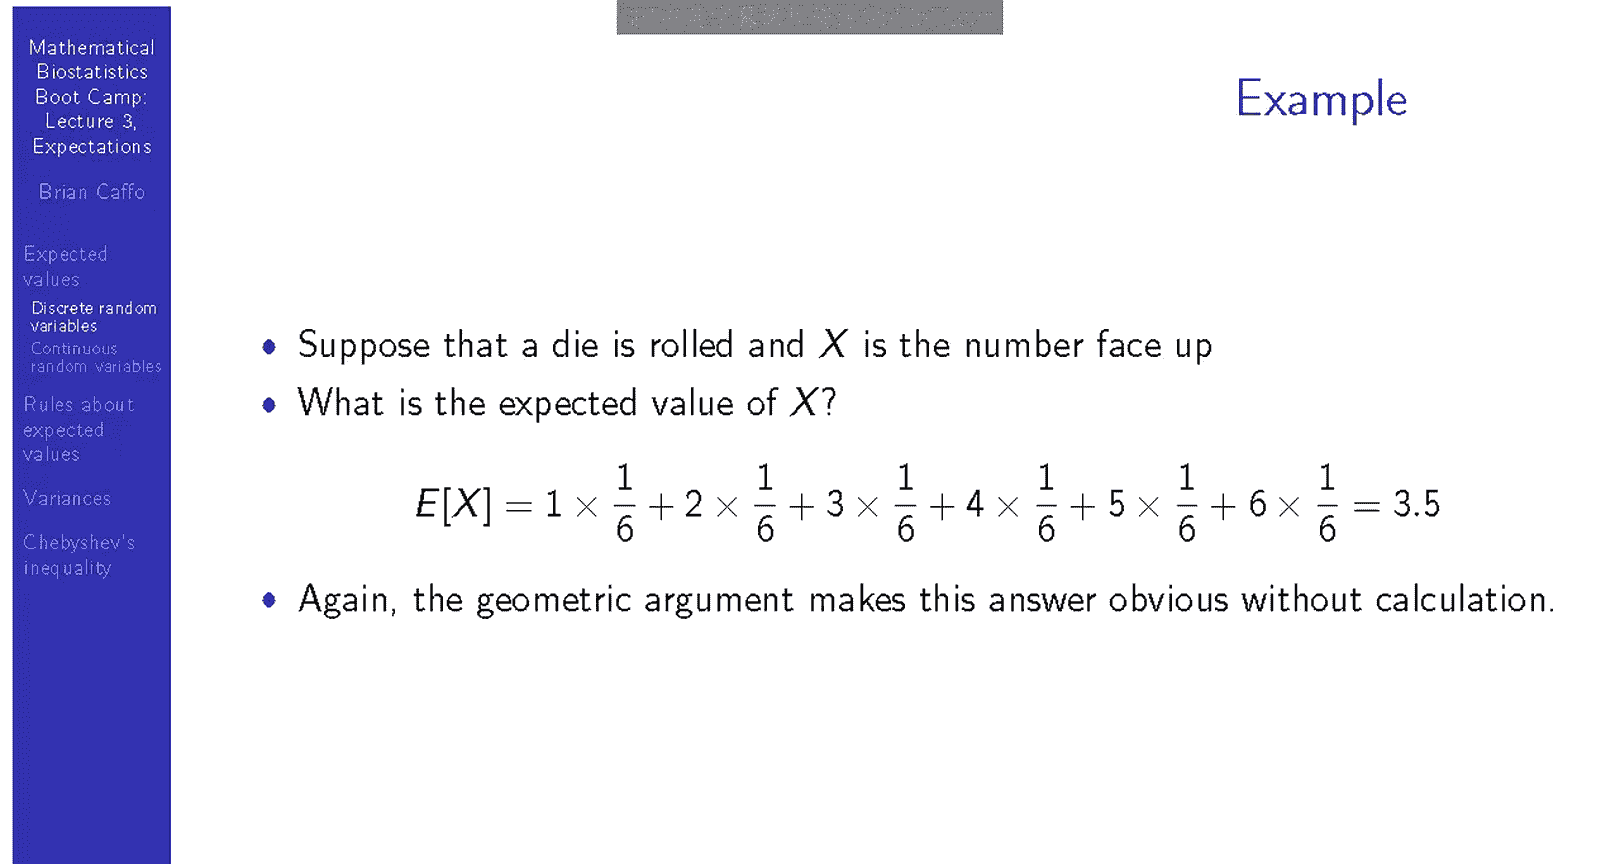 Mathematical
Biostatistics
Boot Camp:
Lecture 3,
Expectations
Brian Caffo
Expected
values
Discrete random
variables
Continuous
random variables
Rules about
expected
values
Variances
Chebyshev's
inequality
Example
• Suppose that a die is rolled and X is the number face up
• What is the expected value of X?
E[X] = 1 × 1/6 + 2 × 1/6 + 3 × 1/6 + 4 × 1/6 + 5 × 1/6 + 6 × 1/6 = 3.5
• Again, the geometric argument makes this answer obvious without calculation.